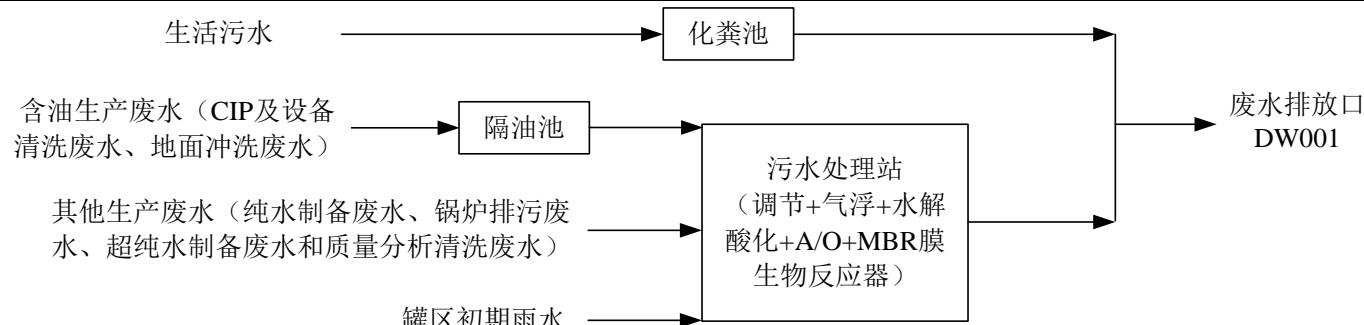 生活污水
化粪池
含油生产废水（CIP及设备
清洗废水、地面冲洗废水）
隔油池
废水排放口
DW001
污水处理站
（调节+气浮+水解
酸化+A/O+MBR膜
生物反应器）
其他生产废水（纯水制备废水、锅炉排污废
水、超纯水制备废水和质量分析清洗废水）
罐区初期雨水